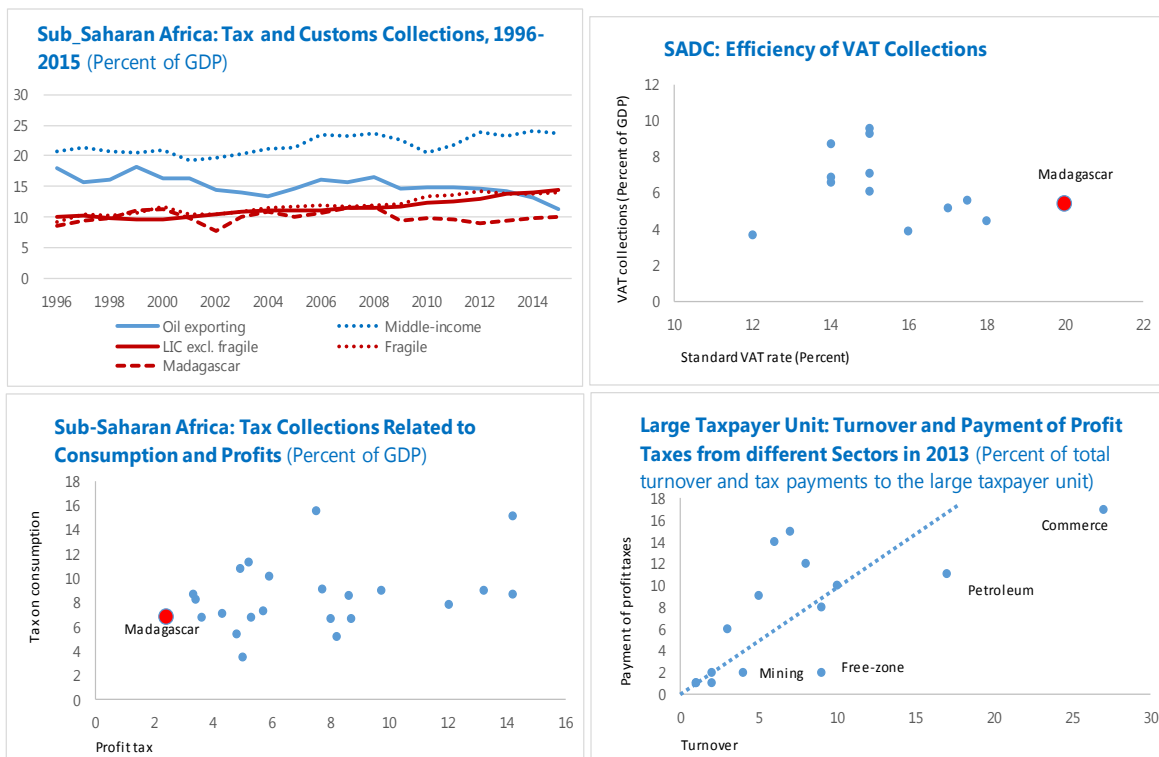 Sub_Saharan Africa: Tax and Customs Collections, 1996-
2015 (Percent of GDP)
30
25
20
15
10
5
0
1996 1998 2000 2002 2004 2006 2008 2010 2012 2014
Oil exporting Middle-income
LIC excl. fragile Fragile
Madagascar
SADC: Efficiency of VAT Collections
VAT collections (Percent of GDP)
12
10
8
6
4
2
0
Madagascar
10 12 14 16 18 20 22
Standard VAT rate (Percent)
Sub-Saharan Africa: Tax Collections Related to
Consumption and Profits (Percent of GDP)
Tax on consumption
18
16
14
12
10
8
6
4
2
0
Madagascar
0 2 4 6 8 10 12 14 16
Profit tax
Large Taxpayer Unit: Turnover and Payment of Profit
Taxes from different Sectors in 2013 (Percent of total
turnover and tax payments to the large taxpayer unit)
Payment of profit taxes
18
16
14
12
10
8
6
4
2
0
Commerce
Petroleum
Mining
Free-zone
0 5 10 15 20 25 30
Turnover